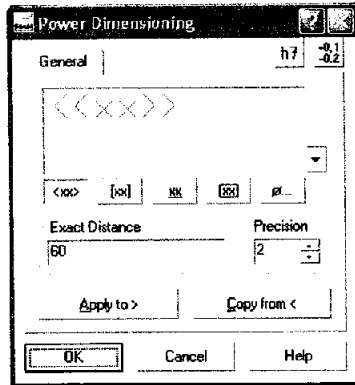 Power Dimensioning
General
h7
-0.1
-0.2
<<xx>>
<xx> [xx] xx [xx] ø...
Exact Distance Precision
60 2
Apply to > Copy from <
OK Cancel Help